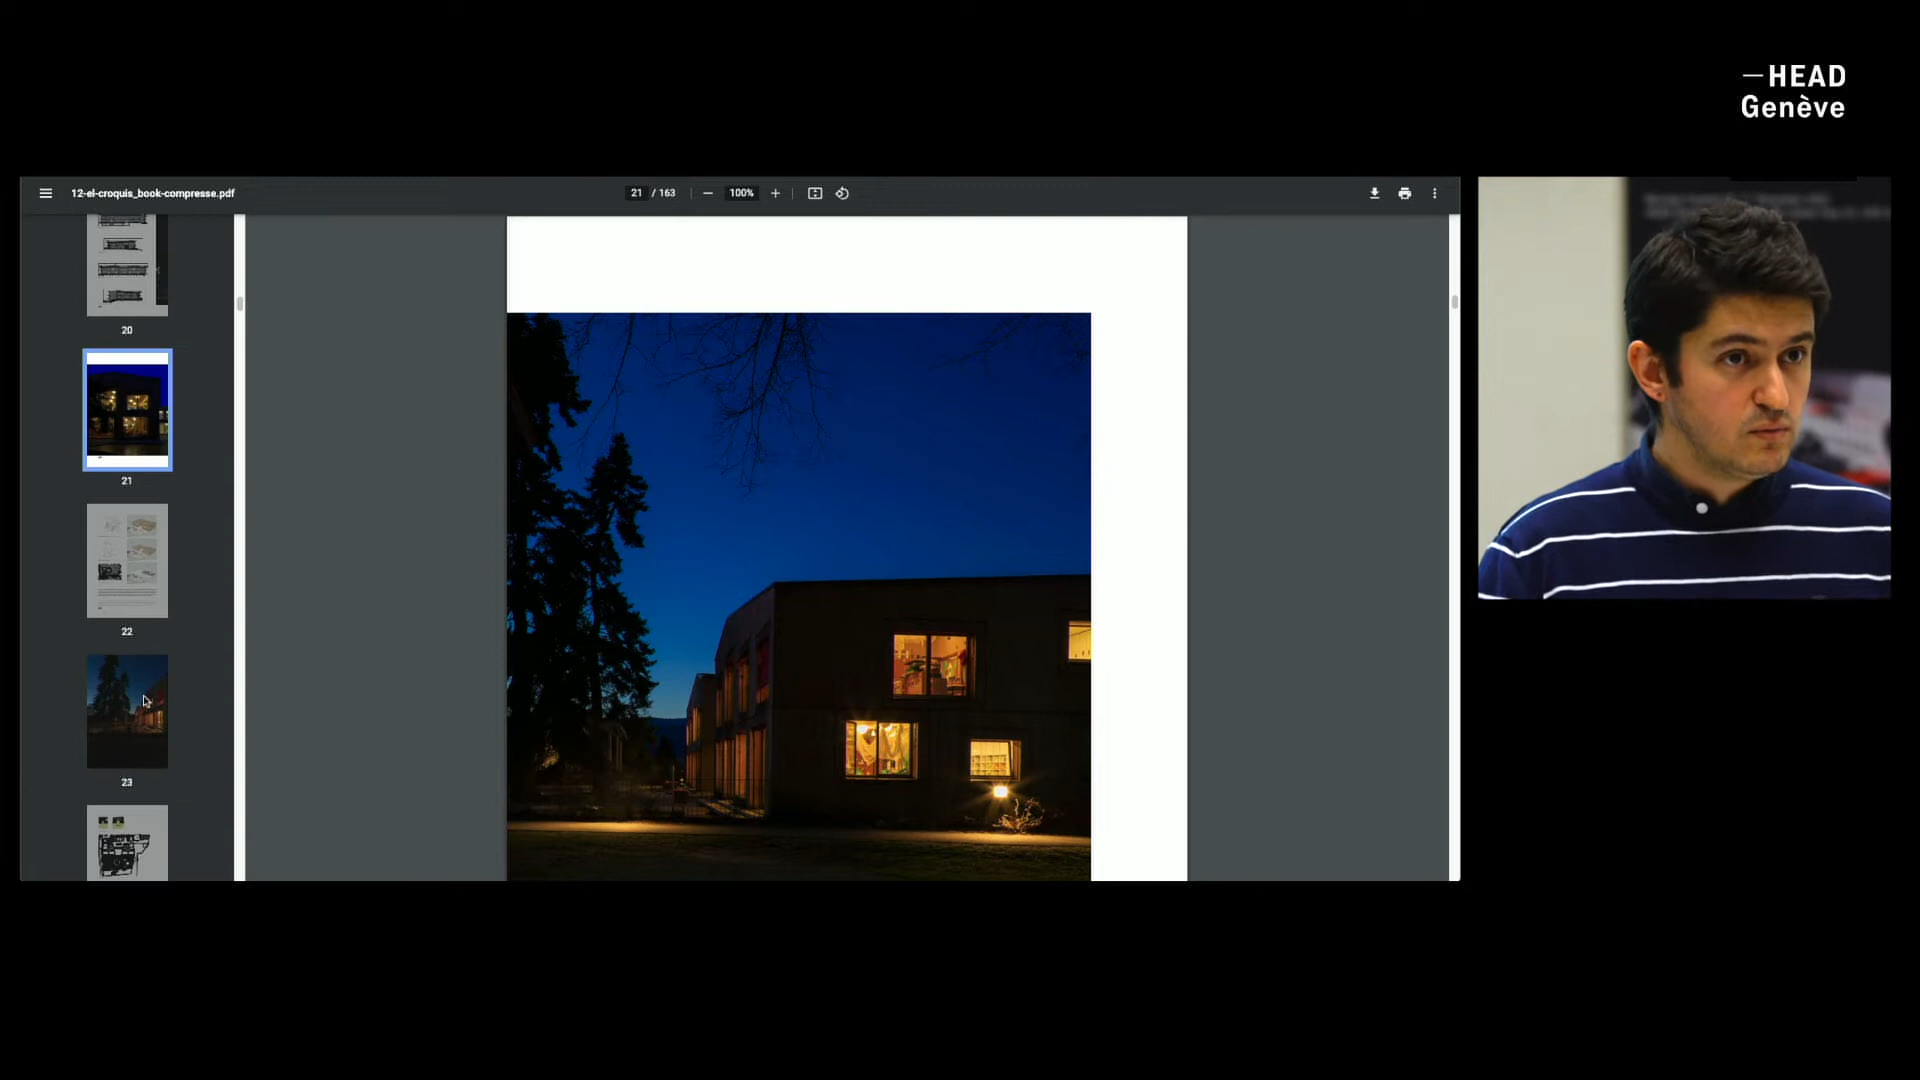 —HEAD
Genève
12-el-croquis_book-compresse.pdf
21 / 163
100%
20
21
22
23